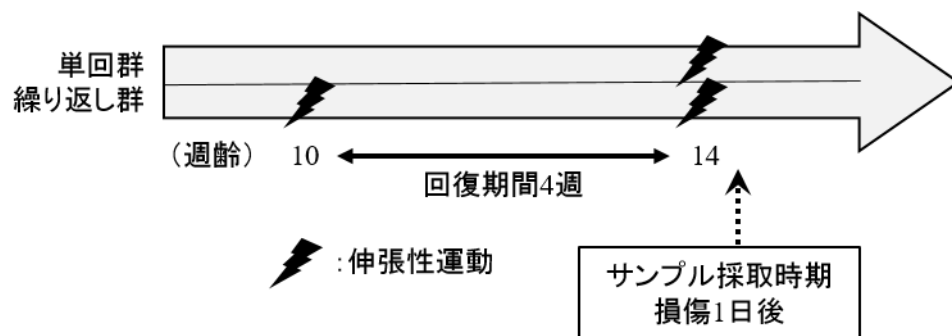 単回群
繰り返し群
（週齢） 10 14
回復期間4週
:伸張性運動
サンプル採取時期
損傷1日後